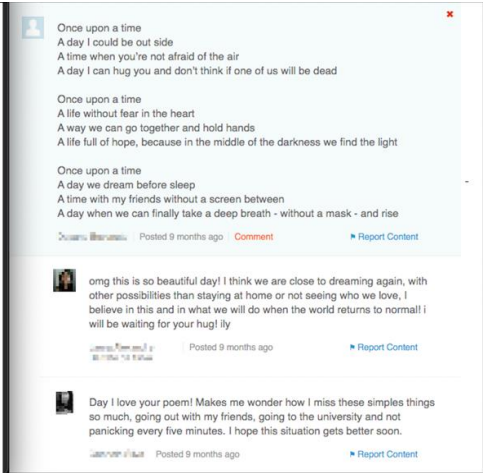 Once upon a time
A day I could be out side
A time when you're not afraid of the air
A day I can hug you and don't think if one of us will be dead
Once upon a time
A life without fear in the heart
A way we can go together and hold hands
A life full of hope, because in the middle of the darkness we find the light
Once upon a time
A day we dream before sleep
A time with my friends without a screen between
A day when we can finally take a deep breath - without a mask - and rise
Posted 9 months ago Comment Report Content
omg this is so beautiful day! I think we are close to dreaming again, with
other possibilities than staying at home or not seeing who we love, I
believe in this and in what we will do when the world returns to normal! i
will be waiting for your hug! ily
Posted 9 months ago Report Content
Day I love your poem! Makes me wonder how I miss these simples things
so much, going out with my friends, going to the university and not
panicking every five minutes. I hope this situation gets better soon.
Posted 9 months ago Report Content